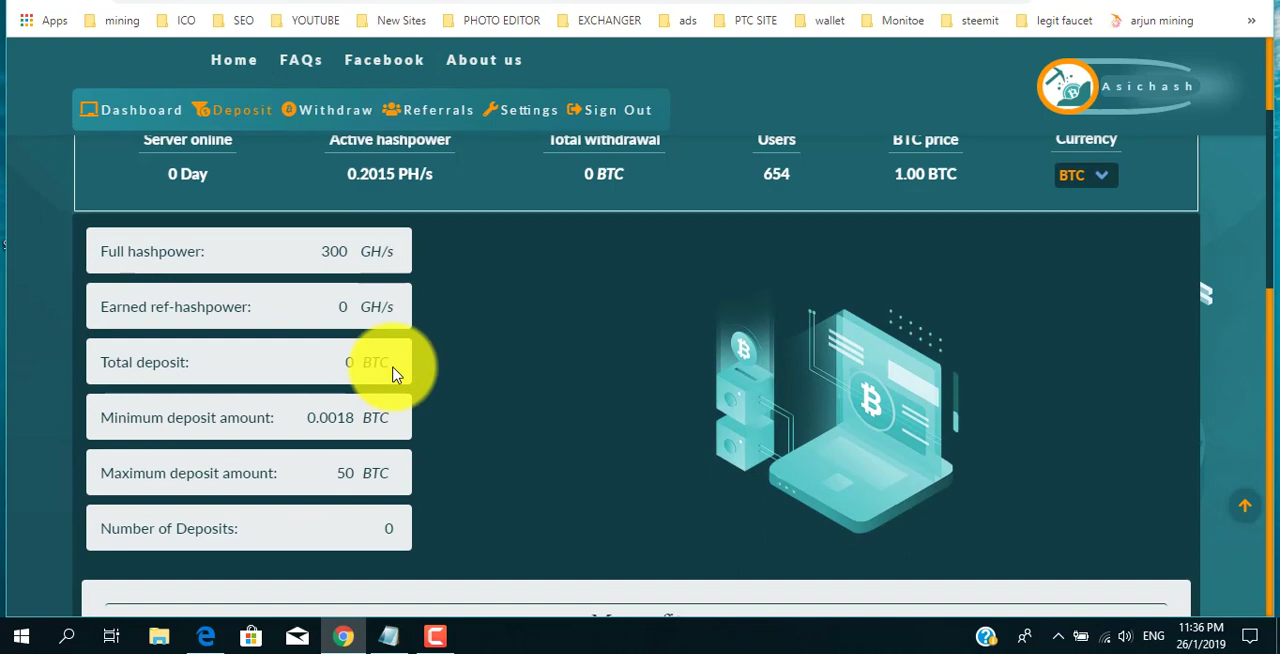 Apps mining ICO SEO YOUTUBE New Sites PHOTO EDITOR EXCHANGER ads PTC SITE wallet Monitoe steemit legit faucet arjun mining »
Home FAQs Facebook About us
Asichash
Dashboard Deposit Withdraw Referrals Settings Sign Out
Server online Active hashpower Total withdrawal Users BTC price Currency
0 Day 0.2015 PH/s 0 BTC 654 1.00 BTC BTC
Full hashpower: 300 GH/s
Earned ref-hashpower: 0 GH/s
Total deposit: 0 BTC
Minimum deposit amount: 0.0018 BTC
Maximum deposit amount: 50 BTC
Number of Deposits: 0
ENG
11:36 PM
26/1/2019